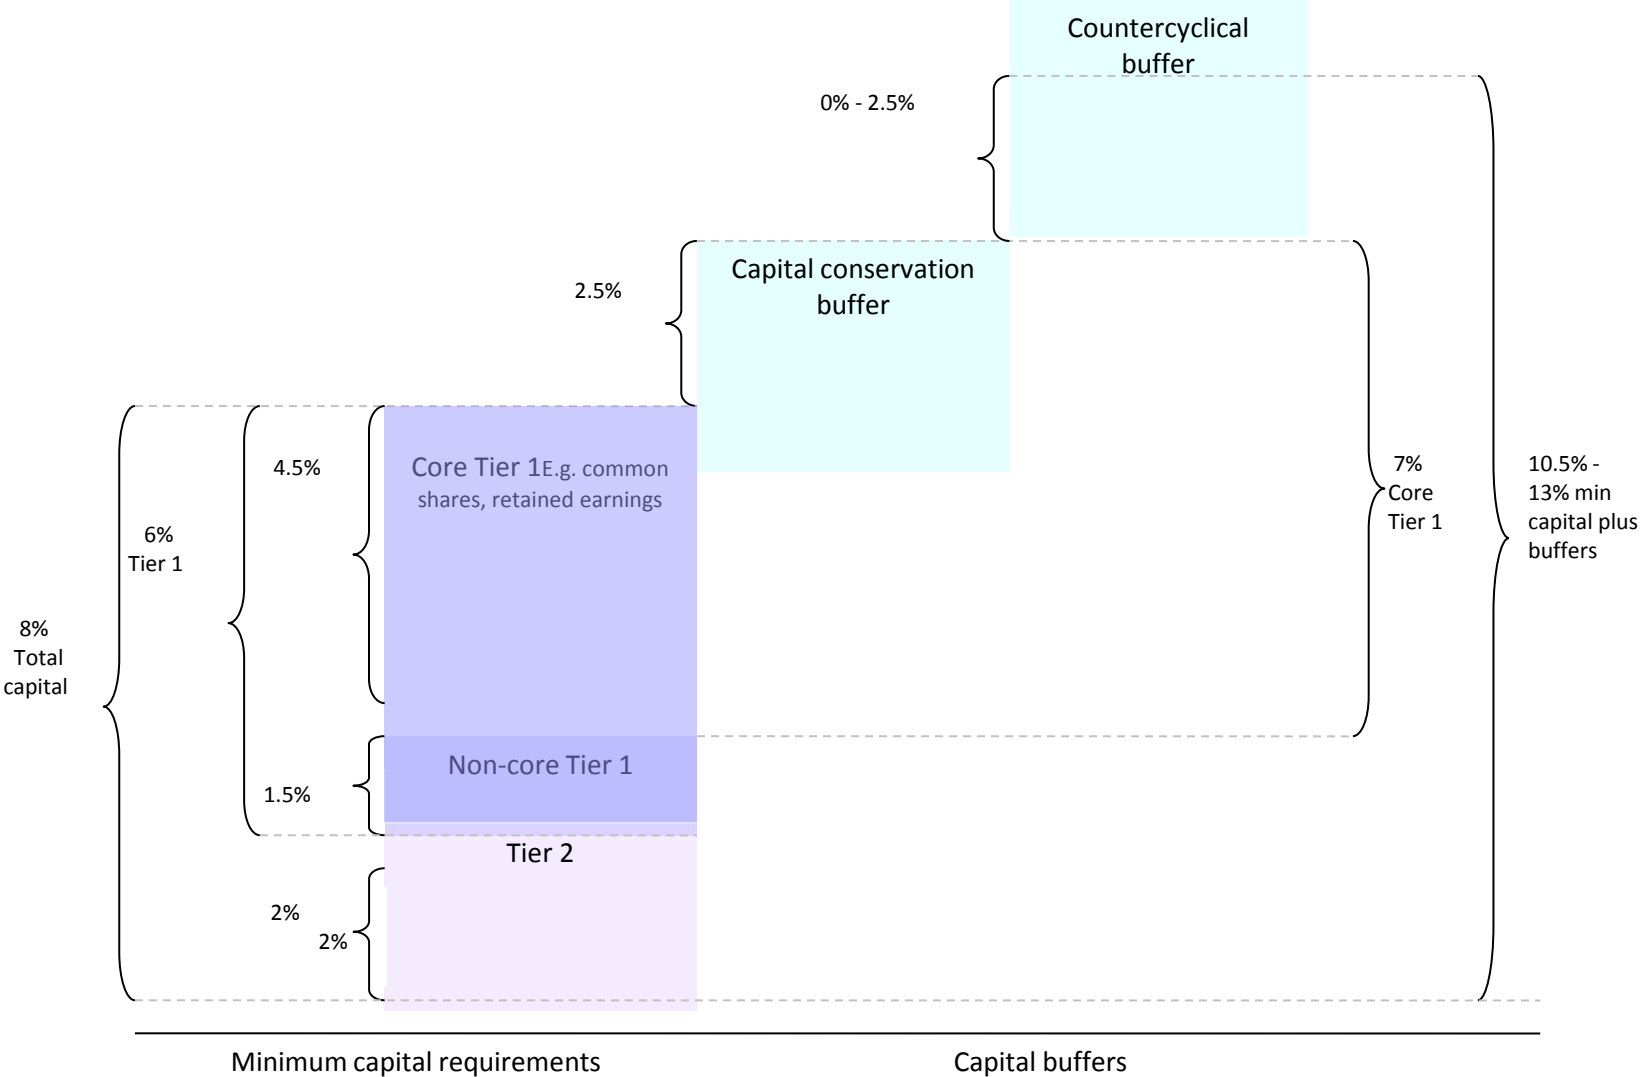 Countercyclical
buffer
0% - 2.5%
Capital conservation
buffer
2.5%
4.5%
Core Tier 1E.g. common
shares, retained earnings
7%
Core
Tier 1
10.5% -
13% min
capital plus
buffers
6%
Tier 1
8%
Total
capital
Non-core Tier 1
1.5%
Tier 2
2%
2%
Minimum capital requirements
Capital buffers